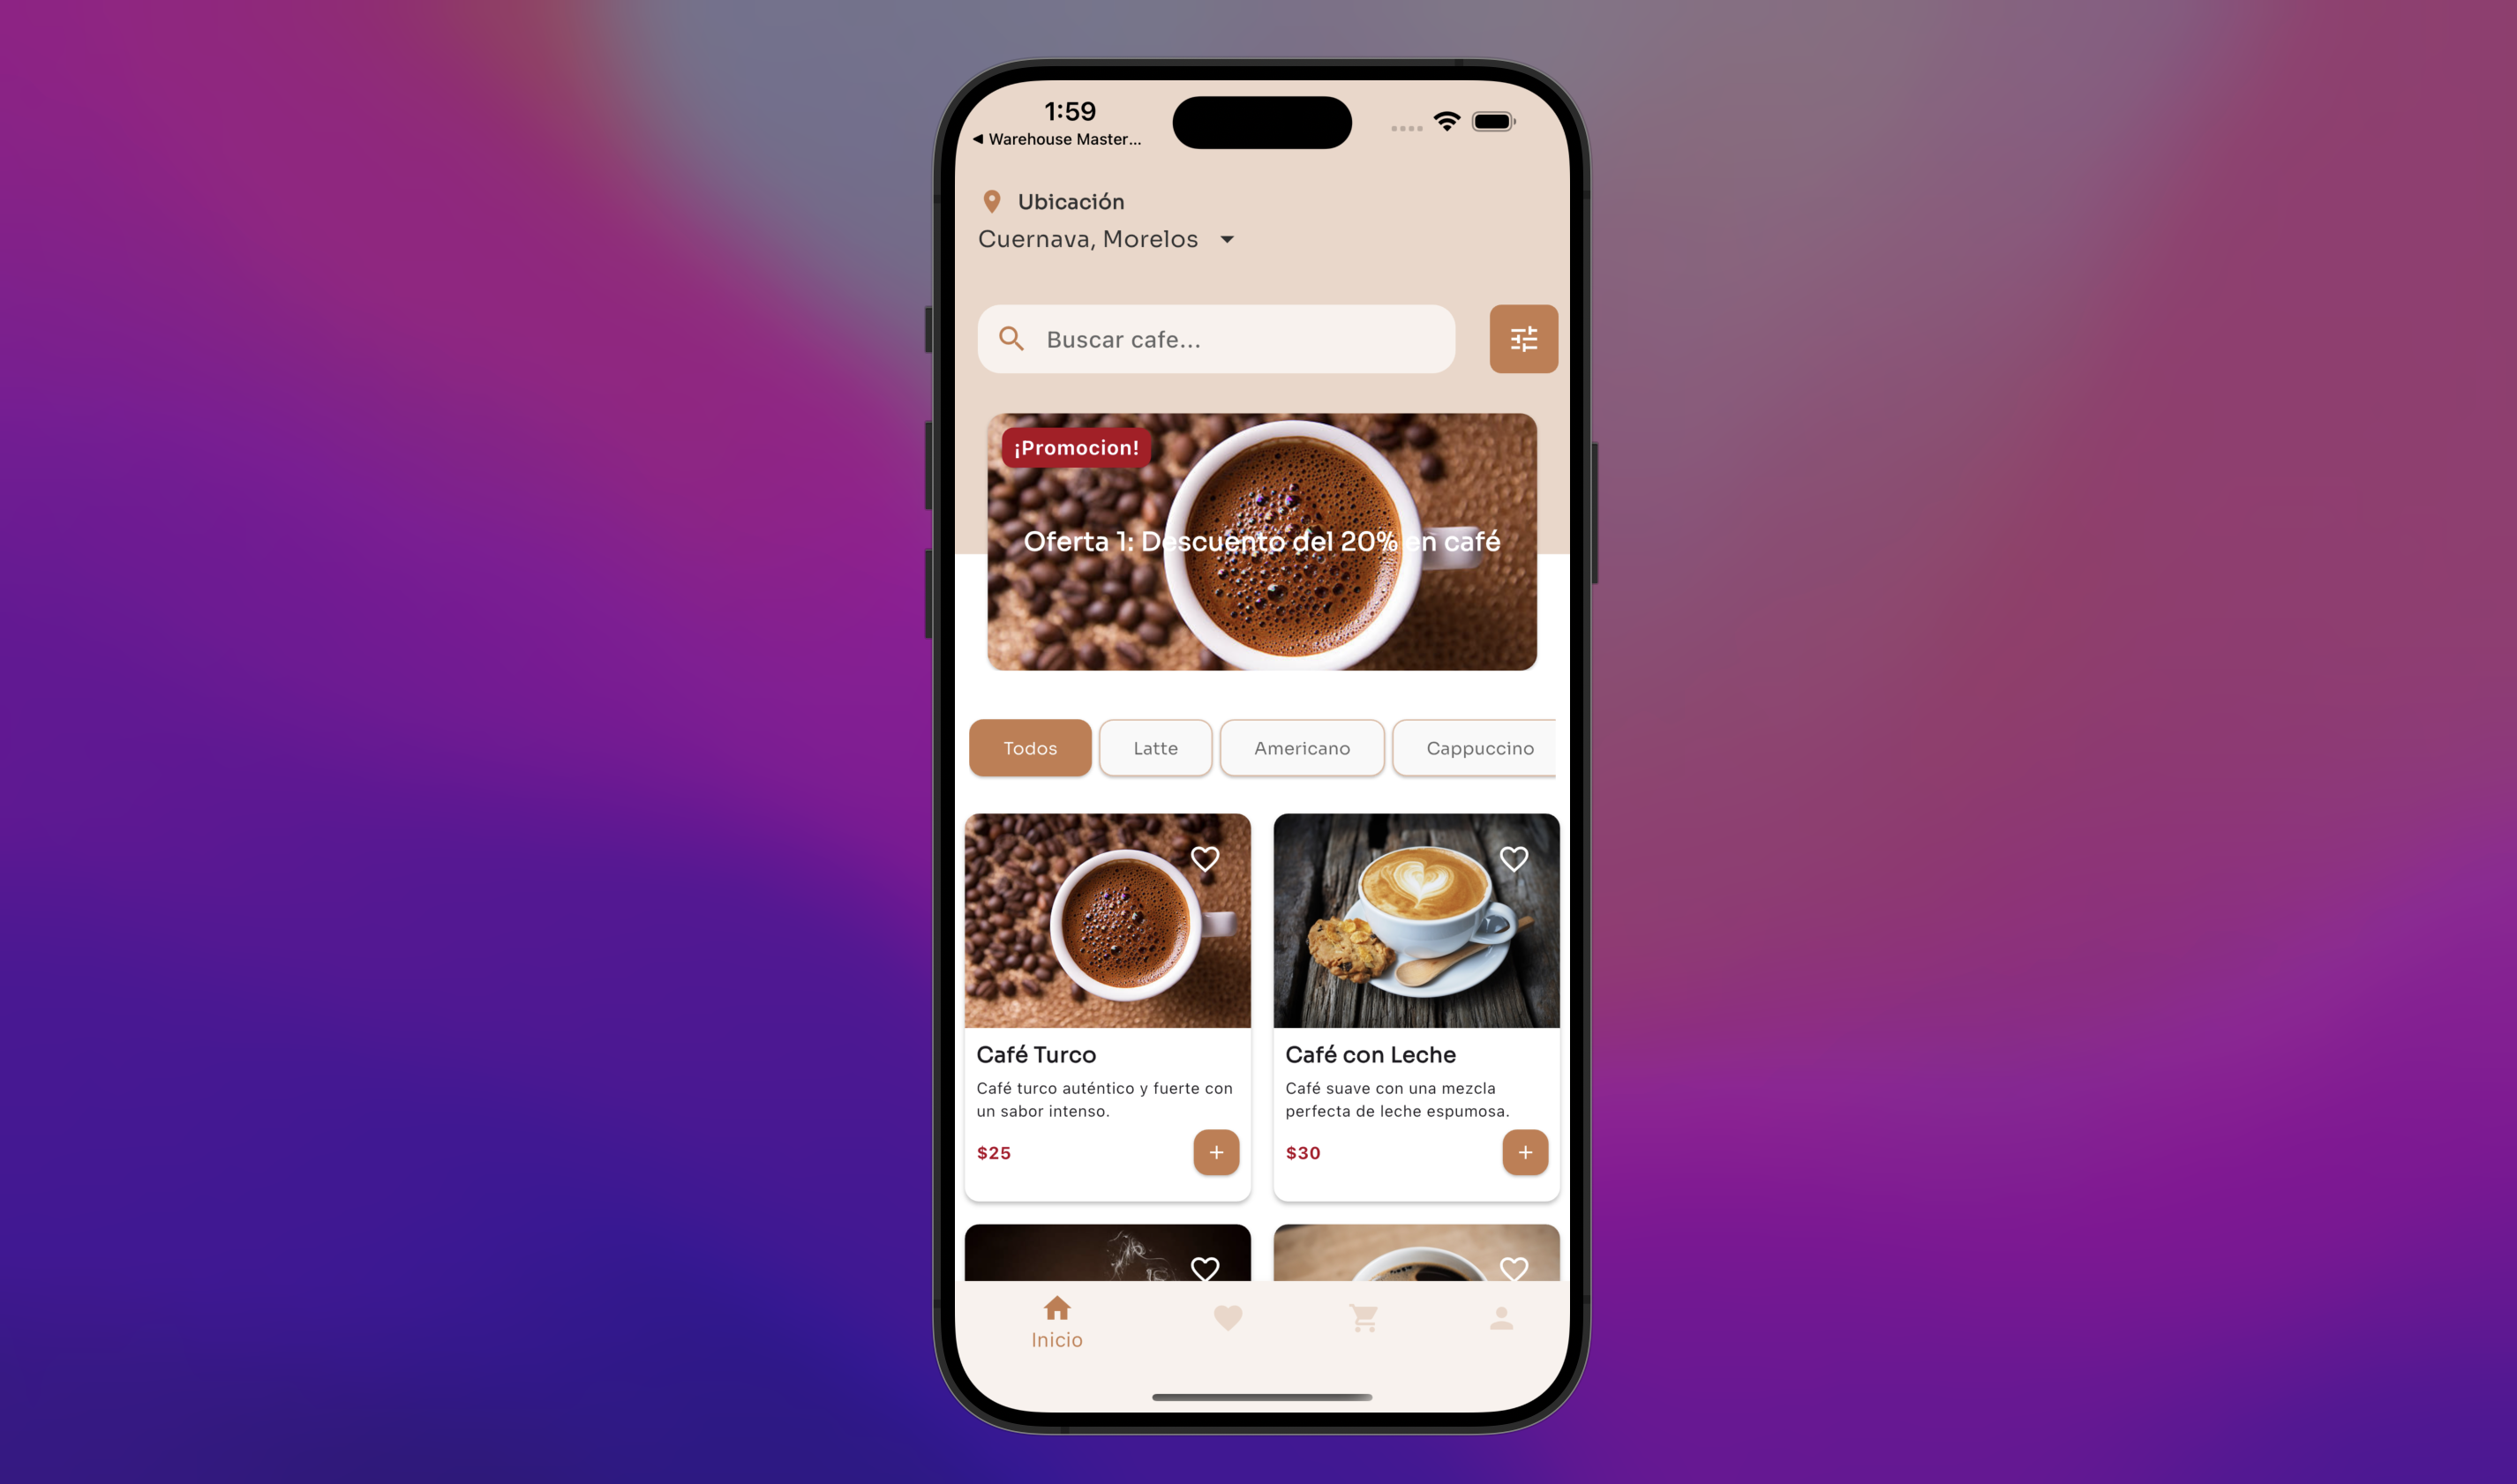 1:59
◀ Warehouse Master...
Ubicación
Cuernava, Morelos
Buscar cafe...
¡Promocion!
Oferta 1: Descuento del 20% en café
Todos
Latte
Americano
Cappuccino
Café Turco
Café turco auténtico y fuerte con
un sabor intenso.
$25
+
Café con Leche
Café suave con una mezcla
perfecta de leche espumosa.
$30
+
Inicio